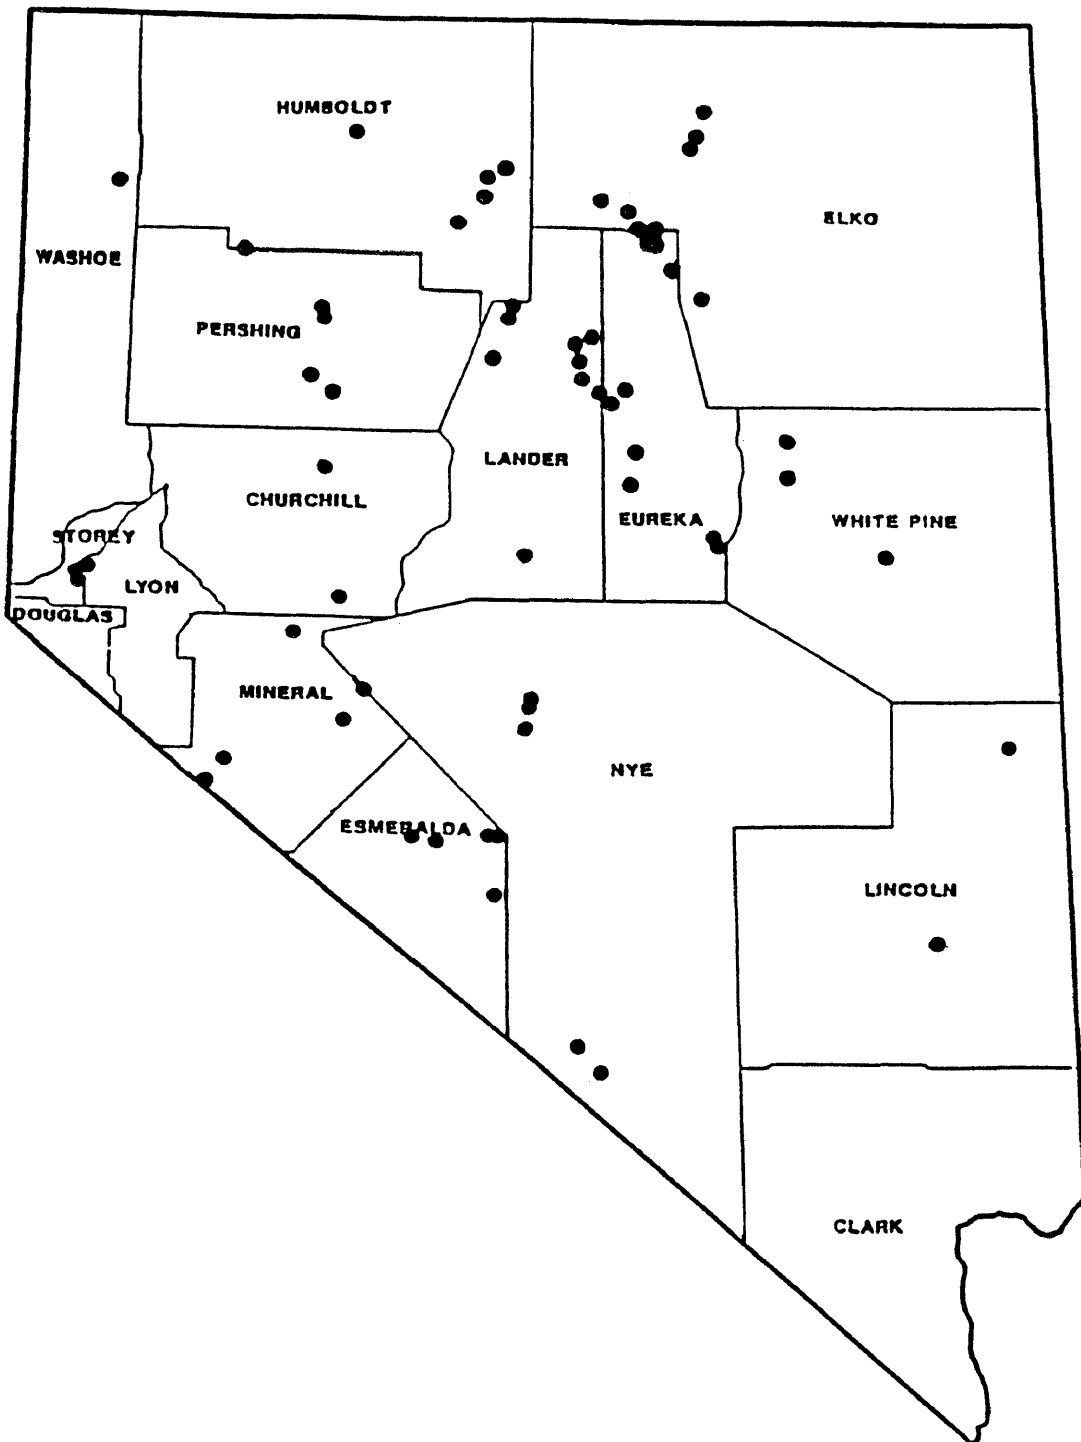 HUMBOLDT
ELKO
WASHOE
PERSHING
LANDER
CHURCHILL
EUREKA
WHITE PINE
STOREY
LYON
DOUGLAS
MINERAL
NYE
ESMERALDA
LINCOLN
CLARK